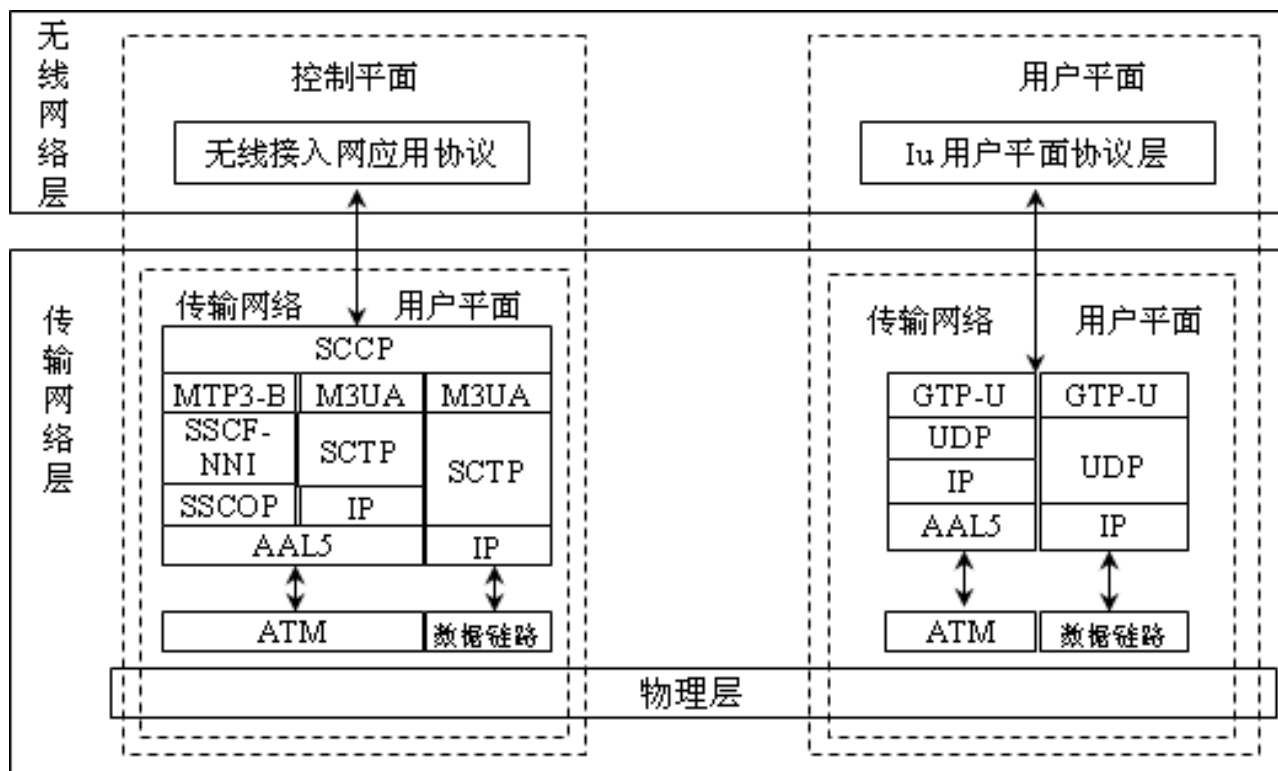 无线网络层
控制平面
用户平面
无线接入网应用协议
Iu 用户平面协议层
传输网络层
传输网络 用户平面
SCCP
MTP3-B M3UA M3UA
SSCF-NNI SCTP SCTP
SSCOP IP
AAL5 IP
ATM 数据链路
传输网络 用户平面
GTP-U GTP-U
UDP UDP
IP
AAL5 IP
ATM 数据链路
物理层